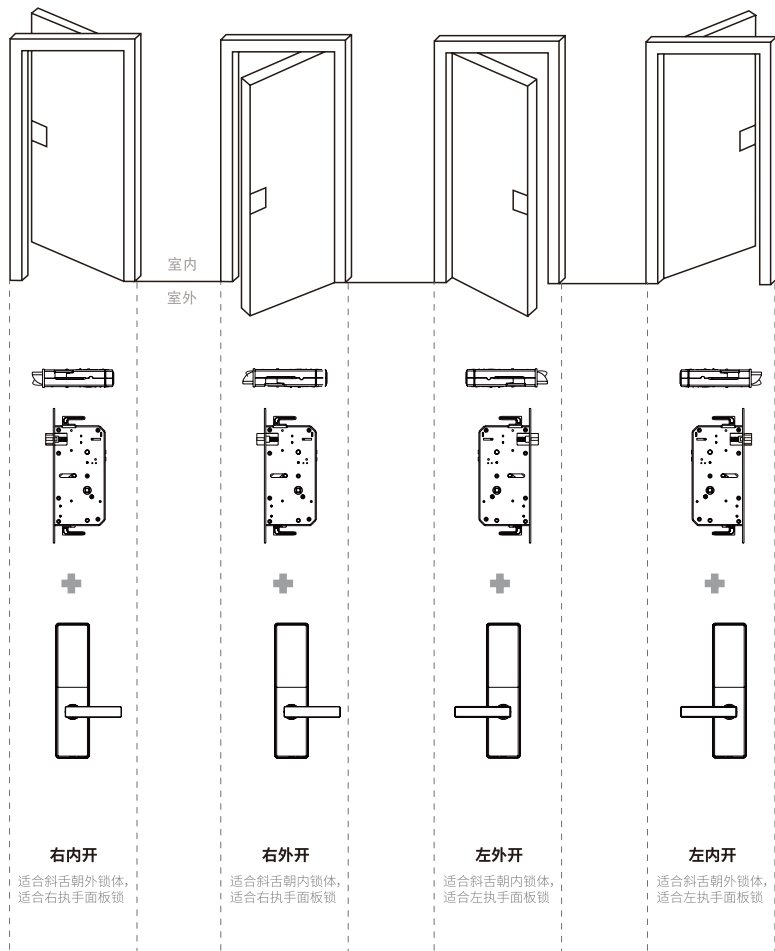 室内
室外
右内开
适合斜舌朝外锁体，
适合右执手面板锁
右外开
适合斜舌朝内锁体，
适合右执手面板锁
左外开
适合斜舌朝内锁体，
适合左执手面板锁
左内开
适合斜舌朝外锁体，
适合左执手面板锁